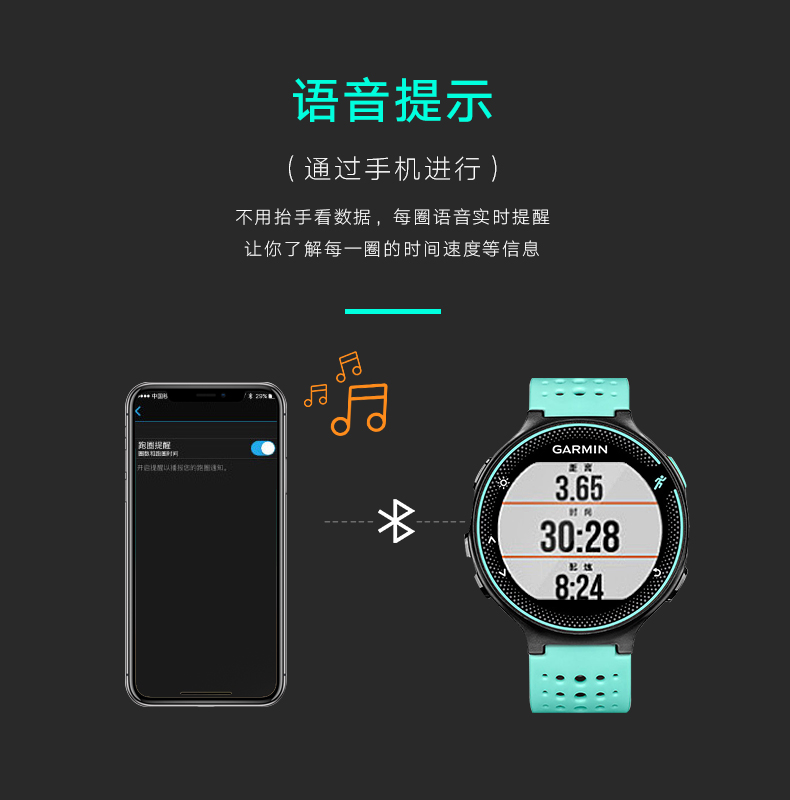 语音提示
（通过手机进行）
不用抬手看数据，每圈语音实时提醒
让你了解每一圈的时间速度等信息
中国移 29%
跑圈提醒
圈数和跑圈时间
开启提醒以播报您的跑圈通知。
GARMIN
距离
3.65
时间
30:28
配速
8:24